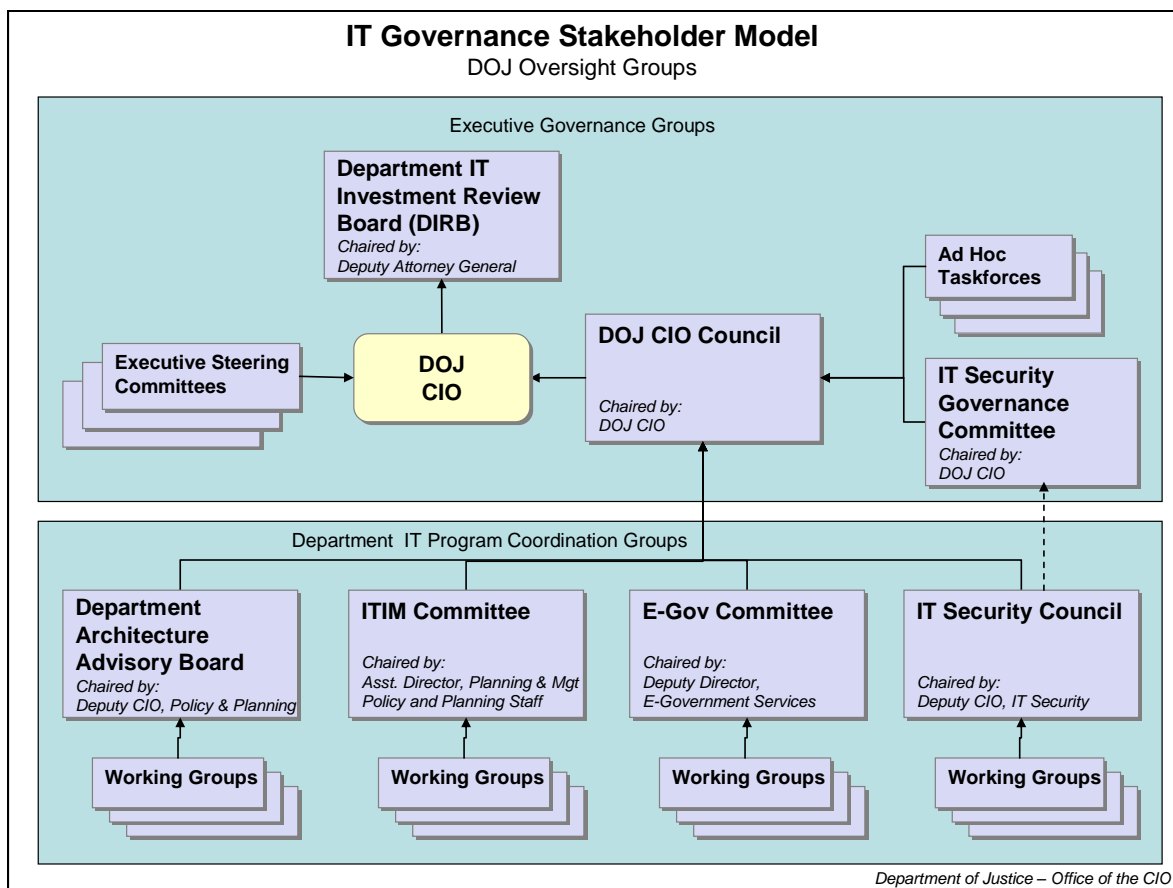 IT Governance Stakeholder Model
DOJ Oversight Groups
Executive Governance Groups
Department IT
Investment Review
Board (DIRB)
Chaired by:
Deputy Attorney General
Ad Hoc
Taskforces
Executive Steering
Committees
DOJ
CIO
DOJ CIO Council
Chaired by:
DOJ CIO
IT Security
Governance
Committee
Chaired by:
DOJ CIO
Department IT Program Coordination Groups
Department
Architecture
Advisory Board
Chaired by:
Deputy CIO, Policy & Planning
ITIM Committee
Chaired by:
Asst. Director, Planning & Mgt
Policy and Planning Staff
E-Gov Committee
Chaired by:
Deputy Director,
E-Government Services
IT Security Council
Chaired by:
Deputy CIO, IT Security
Working Groups
Working Groups
Working Groups
Working Groups
Department of Justice – Office of the CIO